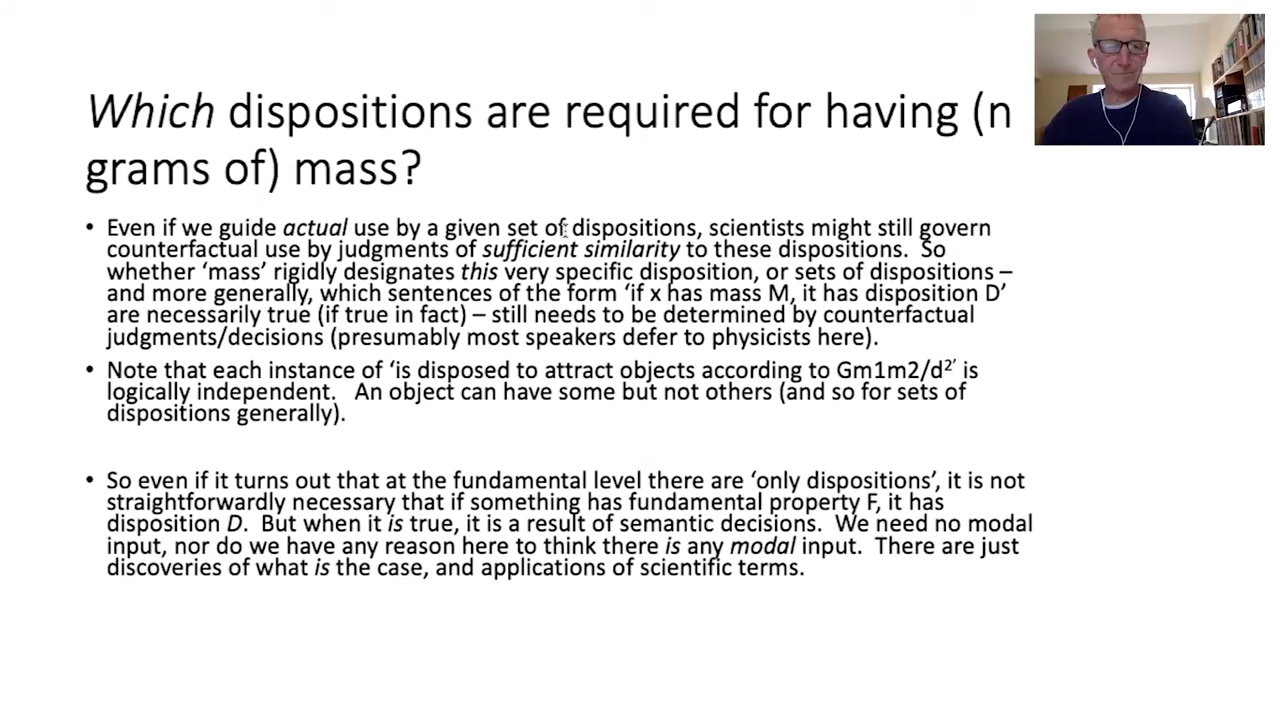 Which dispositions are required for having (n
grams of) mass?
• Even if we guide actual use by a given set of dispositions, scientists might still govern
counterfactual use by judgments of sufficient similarity to these dispositions. So
whether ‘mass’ rigidly designates this very specific disposition, or sets of dispositions –
and more generally, which sentences of the form ‘if x has mass M, it has disposition D’
are necessarily true (if true in fact) – still needs to be determined by counterfactual
judgments/decisions (presumably most speakers defer to physicists here).
• Note that each instance of ‘is disposed to attract objects according to Gm1m2/d²’ is
logically independent. An object can have some but not others (and so for sets of
dispositions generally).
• So even if it turns out that at the fundamental level there are ‘only dispositions’, it is not
straightforwardly necessary that if something has fundamental property F, it has
disposition D. But when it is true, it is a result of semantic decisions. We need no modal
input, nor do we have any reason here to think there is any modal input. There are just
discoveries of what is the case, and applications of scientific terms.